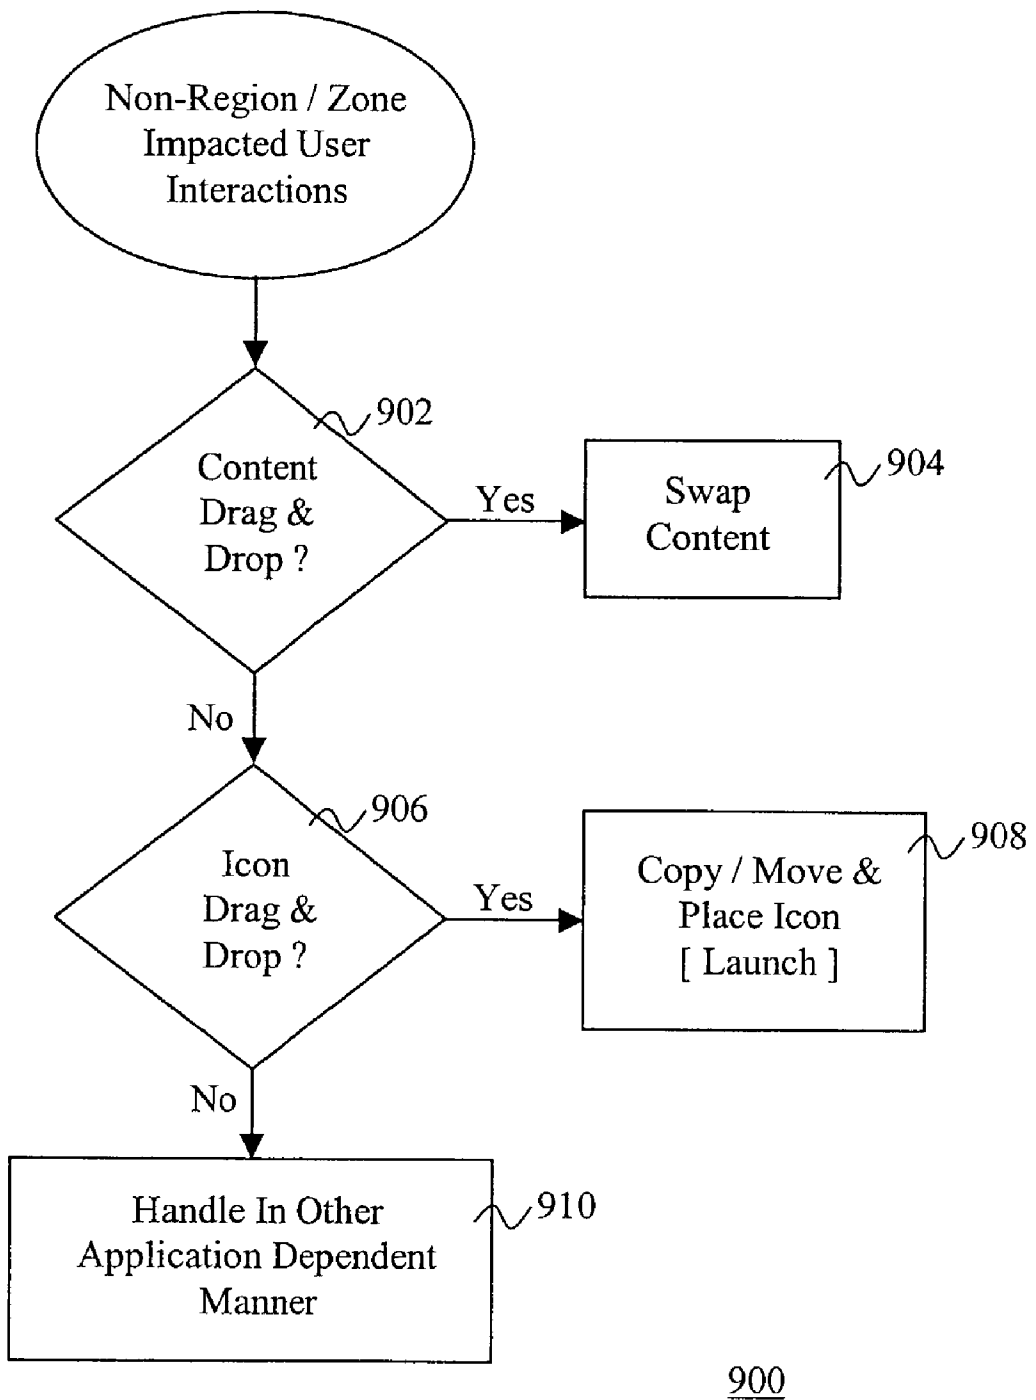 Non-Region / Zone
Impacted User
Interactions
902
Content
Drag &
Drop ?
Yes
904
Swap
Content
No
906
Icon
Drag &
Drop ?
Yes
908
Copy / Move &
Place Icon
[ Launch ]
No
910
Handle In Other
Application Dependent
Manner
900